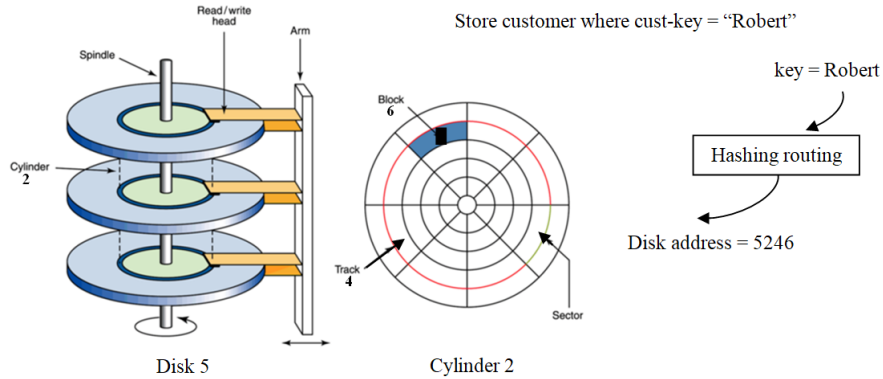 Store customer where cust-key = “Robert”
Read/write
head
Arm
Spindle
Cylinder
2
Disk 5
Block
6
Track
4
Sector
Cylinder 2
key = Robert
Hashing routing
Disk address = 5246